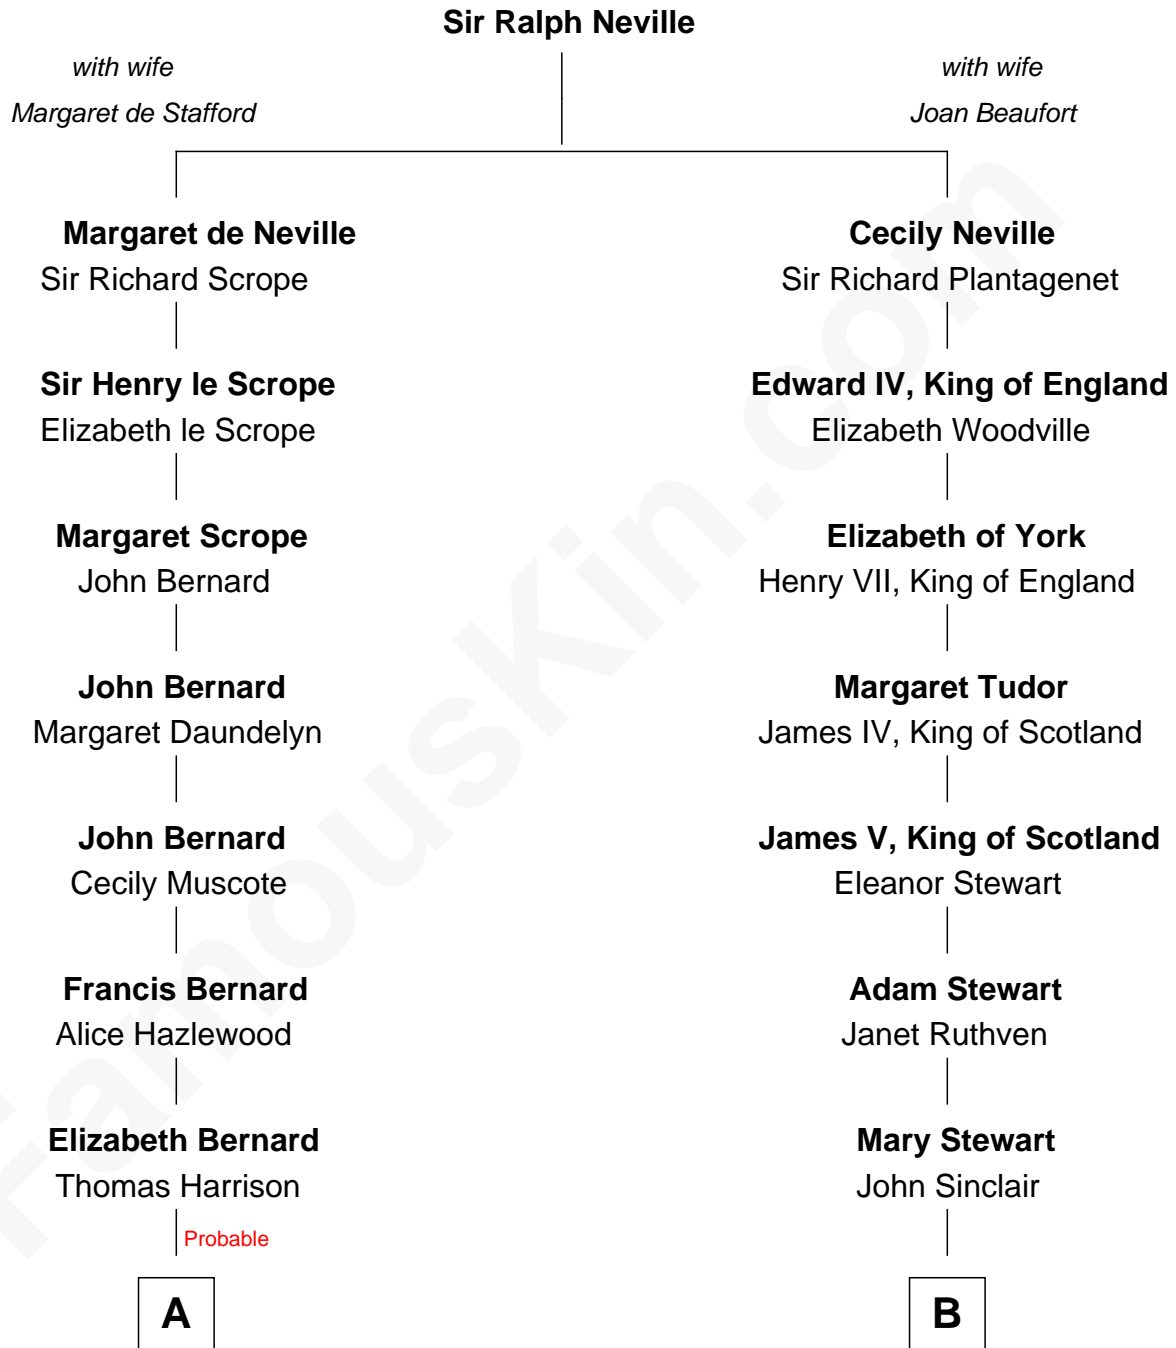 Sir Ralph Neville
with wife
Margaret de Stafford
with wife
Joan Beaufort
Margaret de Neville
Sir Richard Scrope
Cecily Neville
Sir Richard Plantagenet
Sir Henry le Scrope
Elizabeth le Scrope
Edward IV, King of England
Elizabeth Woodville
Margaret Scrope
John Bernard
Elizabeth of York
Henry VII, King of England
John Bernard
Margaret Daundelyn
Margaret Tudor
James IV, King of Scotland
John Bernard
Cecily Muscote
James V, King of Scotland
Eleanor Stewart
Francis Bernard
Alice Hazlewood
Adam Stewart
Janet Ruthven
Elizabeth Bernard
Thomas Harrison
Mary Stewart
John Sinclair
Probable
A
B
FamousKin.com